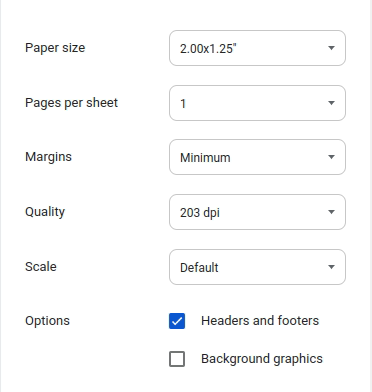 Paper size 2.00x1.25"
Pages per sheet 1
Margins Minimum
Quality 203 dpi
Scale Default
Options Headers and footers
Background graphics